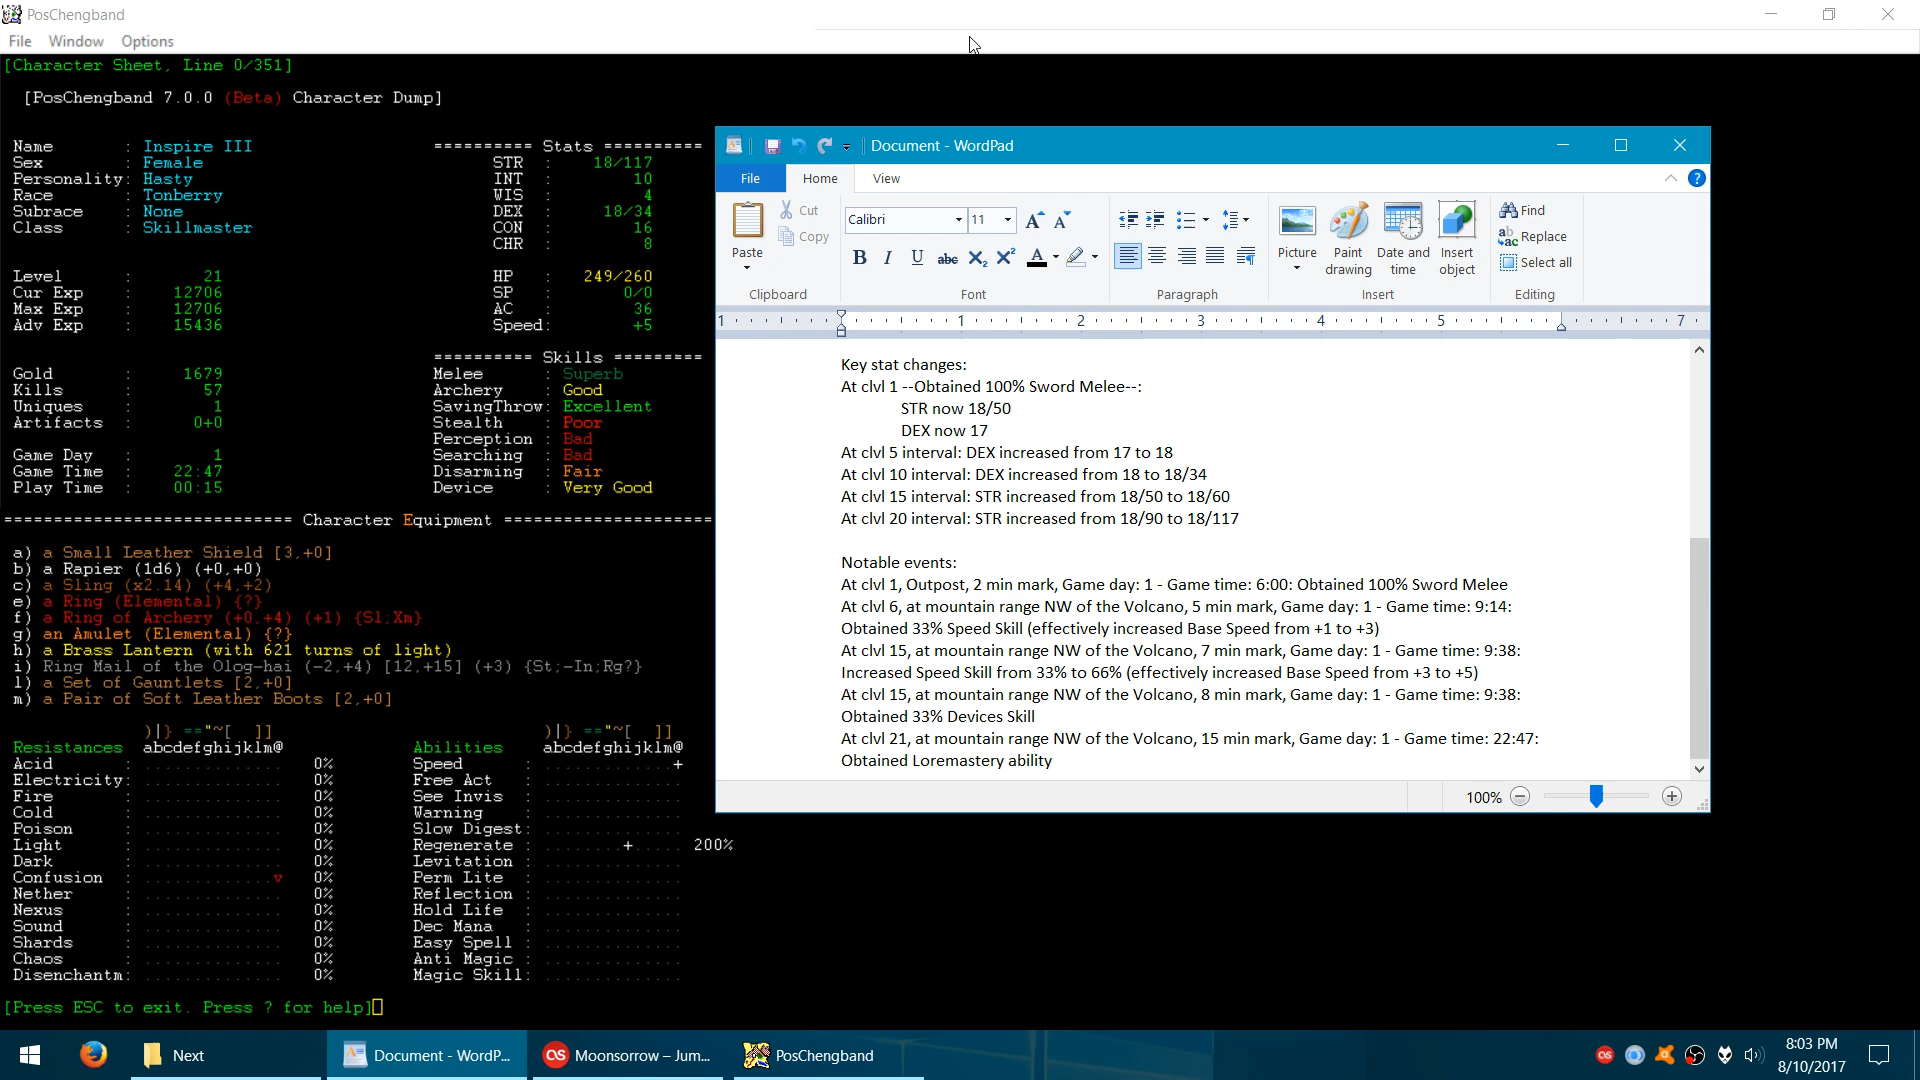 PosChengband
File Window Options
[Character Sheet, Line 0/351]
[PosChengband 7.0.0 (Beta) Character Dump]
Name : Inspire III
Sex : Female
Personality: Hasty
Race : Tonberry
Subrace : None
Class : Skillmaster
========== Stats ==========
STR : 18/117
INT : 10
WIS : 4
DEX : 18/34
CON : 16
CHR : 8
Level : 21
Cur Exp : 12706
Max Exp : 12706
Adv Exp : 15436
HP : 249/260
SP : 0/0
AC : 36
Speed: +5
========== Skills =========
Gold : 1679
Kills : 57
Uniques : 1
Artifacts : 0+0
Game Day : 1
Game Time : 22:47
Play Time : 00:15
Melee : Superb
Archery : Good
SavingThrow: Excellent
Stealth : Poor
Perception : Bad
Searching : Bad
Disarming : Fair
Device : Very Good
============================= Character Equipment =====================
a) a Small Leather Shield [3,+0]
b) a Rapier (1d6) (+0,+0)
c) a Sling (x2.14) (+4,+2)
e) a Ring (Elemental) {?}
f) a Ring of Archery (+0,+4) (+1) {Sl;Xm}
g) an Amulet (Elemental) {?}
h) a Brass Lantern (with 621 turns of light)
i) Ring Mail of the Olog-hai (-2,+4) [12,+15] (+3) {St;-In;Rg?}
l) a Set of Gauntlets [2,+0]
m) a Pair of Soft Leather Boots [2,+0]
)|} =="~[ ]]
Resistances abcdefghijklm@
Acid : .............. 0%
Electricity: .............. 0%
Fire : .............. 0%
Cold : .............. 0%
Poison : .............. 0%
Light : .............. 0%
Dark : .............. 0%
Confusion : .............v 0%
Nether : .............. 0%
Nexus : .............. 0%
Sound : .............. 0%
Shards : .............. 0%
Chaos : .............. 0%
Disenchantm: .............. 0%
)|} =="~[ ]]
Abilities abcdefghijklm@
Speed : .............+
Free Act : ..............
See Invis : ..............
Warning : ..............
Slow Digest: ..............
Regenerate : ........+..... 200%
Levitation : ..............
Perm Lite : ..............
Reflection : ..............
Hold Life : ..............
Dec Mana : ..............
Easy Spell : ..............
Anti Magic : ..............
Magic Skill: ..............
[Press ESC to exit. Press ? for help]
Document - WordPad
File Home View
Paste
Cut
Copy
Clipboard
Calibri 11
B I U abc X₂ X² A
Font
Paragraph
Picture
Paint drawing
Date and time
Insert object
Insert
Find
Replace
Select all
Editing
1 1 2 3 4 5 7
Key stat changes:
At clvl 1 --Obtained 100% Sword Melee--:
STR now 18/50
DEX now 17
At clvl 5 interval: DEX increased from 17 to 18
At clvl 10 interval: DEX increased from 18 to 18/34
At clvl 15 interval: STR increased from 18/50 to 18/60
At clvl 20 interval: STR increased from 18/90 to 18/117
Notable events:
At clvl 1, Outpost, 2 min mark, Game day: 1 - Game time: 6:00: Obtained 100% Sword Melee
At clvl 6, at mountain range NW of the Volcano, 5 min mark, Game day: 1 - Game time: 9:14:
Obtained 33% Speed Skill (effectively increased Base Speed from +1 to +3)
At clvl 15, at mountain range NW of the Volcano, 7 min mark, Game day: 1 - Game time: 9:38:
Increased Speed Skill from 33% to 66% (effectively increased Base Speed from +3 to +5)
At clvl 15, at mountain range NW of the Volcano, 8 min mark, Game day: 1 - Game time: 9:38:
Obtained 33% Devices Skill
At clvl 21, at mountain range NW of the Volcano, 15 min mark, Game day: 1 - Game time: 22:47:
Obtained Loremastery ability
100%
Next
Document - WordP...
Moonsorrow – Jum...
PosChengband
8:03 PM
8/10/2017